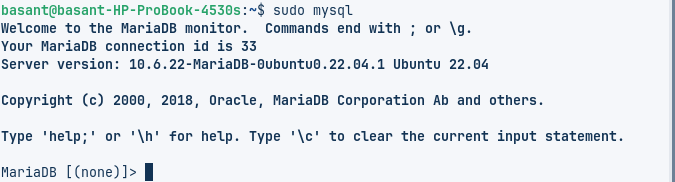 basant@basant-HP-ProBook-4530s:~$ sudo mysql
Welcome to the MariaDB monitor.  Commands end with ; or \g.
Your MariaDB connection id is 33
Server version: 10.6.22-MariaDB-0ubuntu0.22.04.1 Ubuntu 22.04

Copyright (c) 2000, 2018, Oracle, MariaDB Corporation Ab and others.

Type 'help;' or '\h' for help. Type '\c' to clear the current input statement.

MariaDB [(none)]>